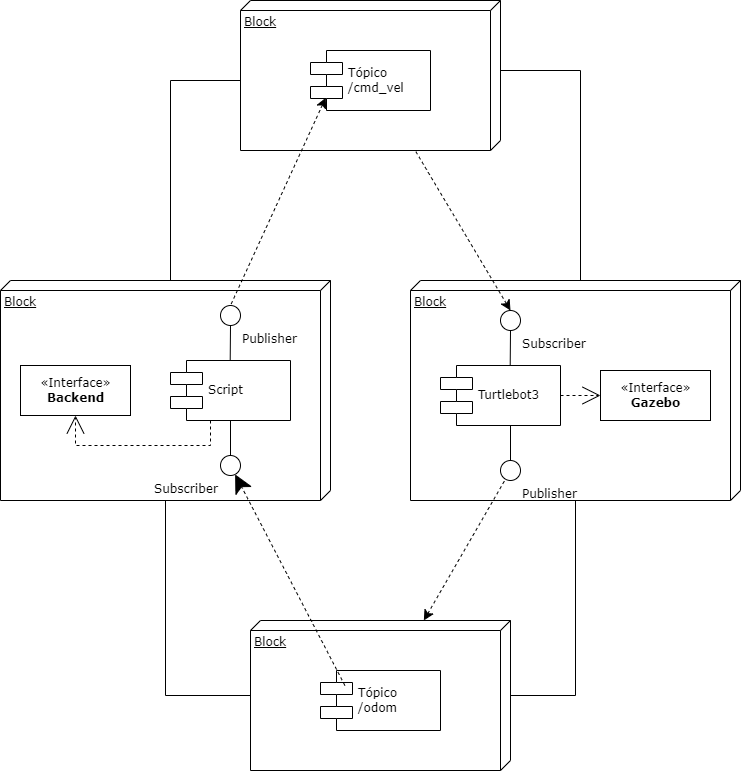 Block
Tópico
/cmd_vel
Block
Publisher
«Interface»
Backend
Script
Subscriber
Block
Subscriber
Turtlebot3
«Interface»
Gazebo
Publisher
Block
Tópico
/odom